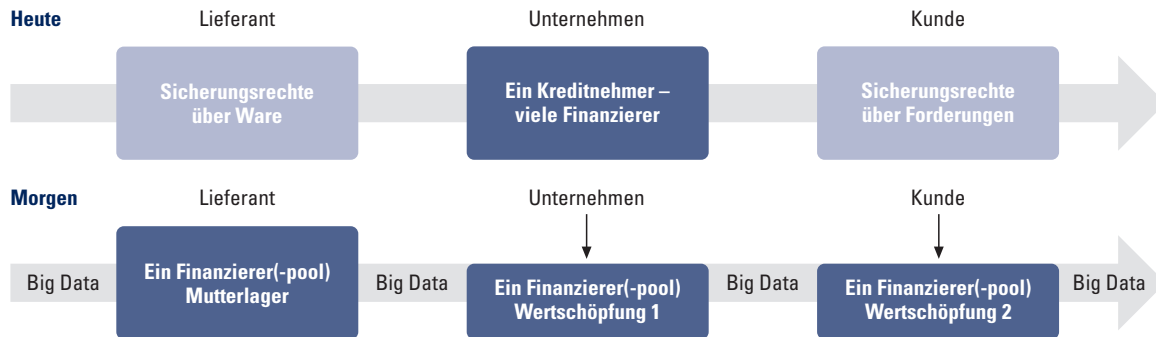 Heute Lieferant Unternehmen Kunde
Sicherungsrechte
über Ware
Ein Kreditnehmer –
viele Finanzierer
Sicherungsrechte
über Forderungen
Morgen Lieferant Unternehmen Kunde
Big Data
Ein Finanzierer(-pool)
Mutterlager
Big Data
Ein Finanzierer(-pool)
Wertschöpfung 1
Big Data
Ein Finanzierer(-pool)
Wertschöpfung 2
Big Data